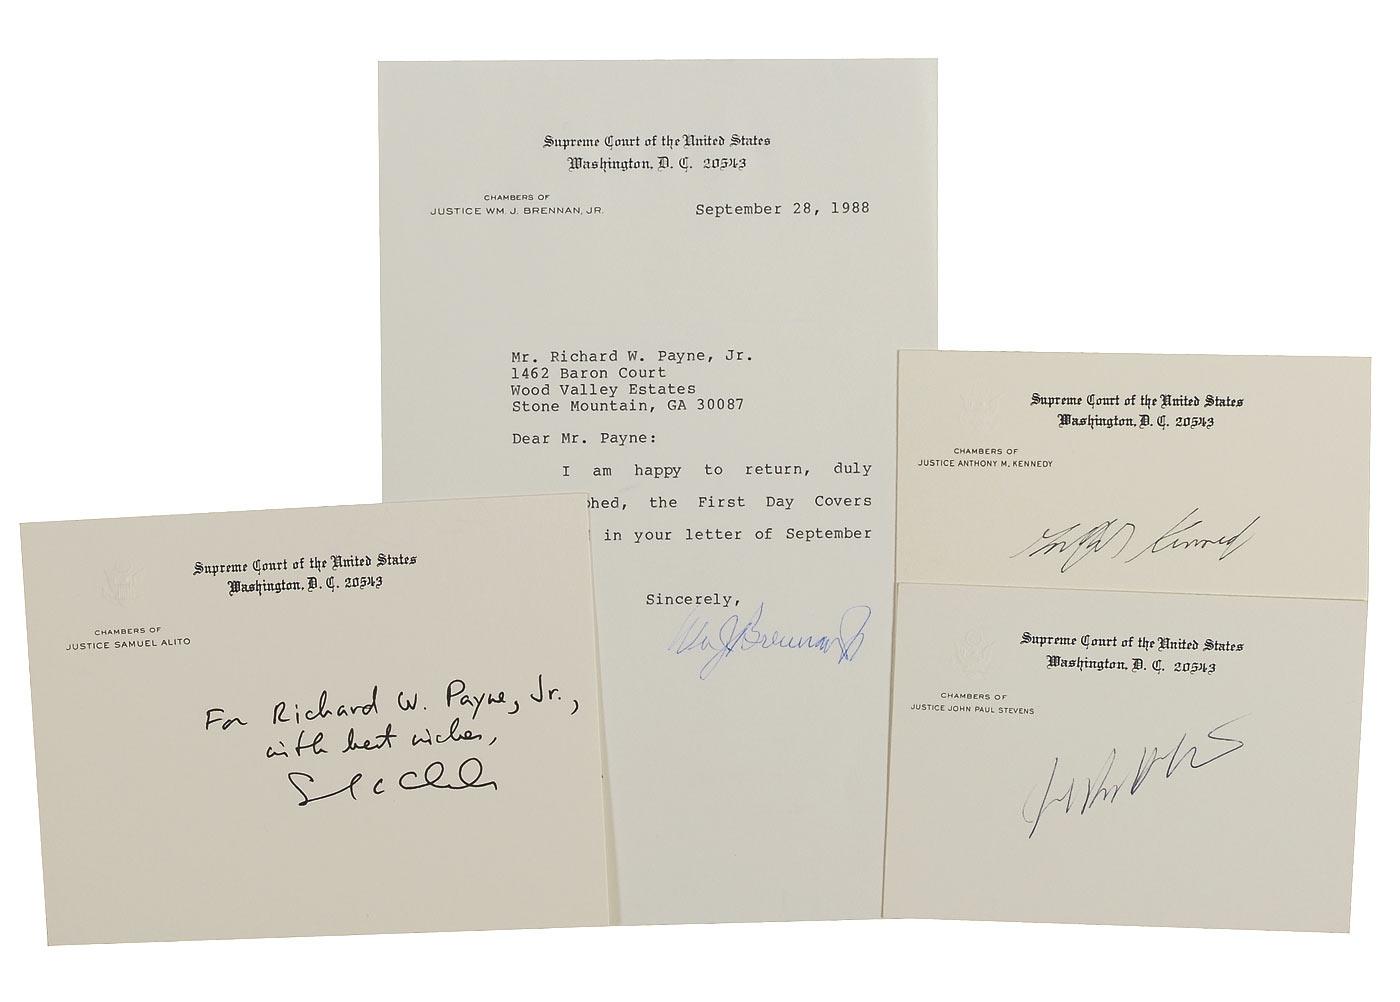 Supreme Court of the United States
Washington, D. C. 20543
CHAMBERS OF
JUSTICE WM. J. BRENNAN, JR.
September 28, 1988
Mr. Richard W. Payne, Jr.
1462 Baron Court
Wood Valley Estates
Stone Mountain, GA 30087
Dear Mr. Payne:
I am happy to return, duly
phed, the First Day Covers
in your letter of September
Sincerely,
Wm J Brennan Jr
Supreme Court of the United States
Washington, D. C. 20543
CHAMBERS OF
JUSTICE SAMUEL ALITO
For Richard W. Payne, Jr.,
with best wishes,
Supreme Court of the United States
Washington, D. C. 20543
CHAMBERS OF
JUSTICE ANTHONY M. KENNEDY
Kennedy
Supreme Court of the United States
Washington, D. C. 20543
CHAMBERS OF
JUSTICE JOHN PAUL STEVENS